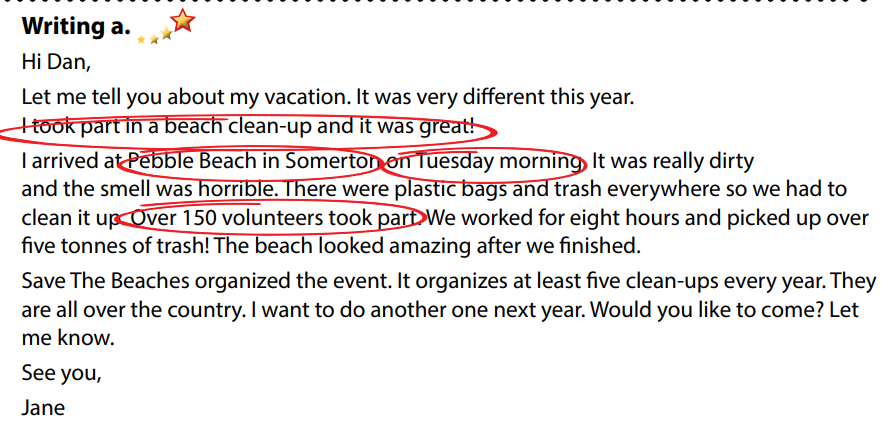 Writing a.
Hi Dan,
Let me tell you about my vacation. It was very different this year.
I took part in a beach clean-up and it was great!
I arrived at Pebble Beach in Somerton on Tuesday morning. It was really dirty
and the smell was horrible. There were plastic bags and trash everywhere so we had to
clean it up. Over 150 volunteers took part. We worked for eight hours and picked up over
five tonnes of trash! The beach looked amazing after we finished.
Save The Beaches organized the event. It organizes at least five clean-ups every year. They
are all over the country. I want to do another one next year. Would you like to come? Let
me know.
See you,
Jane